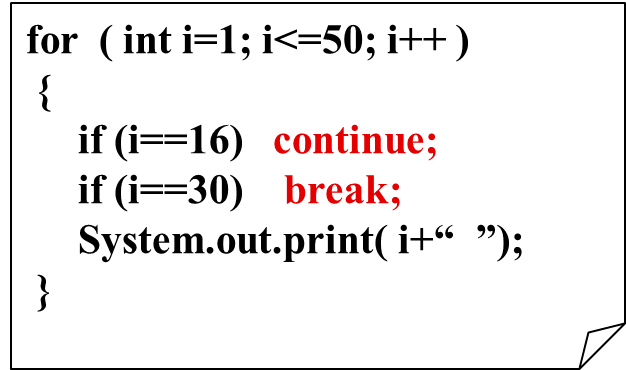 for ( int i=1; i<=50; i++ )
{
if (i==16) continue;
if (i==30) break;
System.out.print( i+“ ”);
}